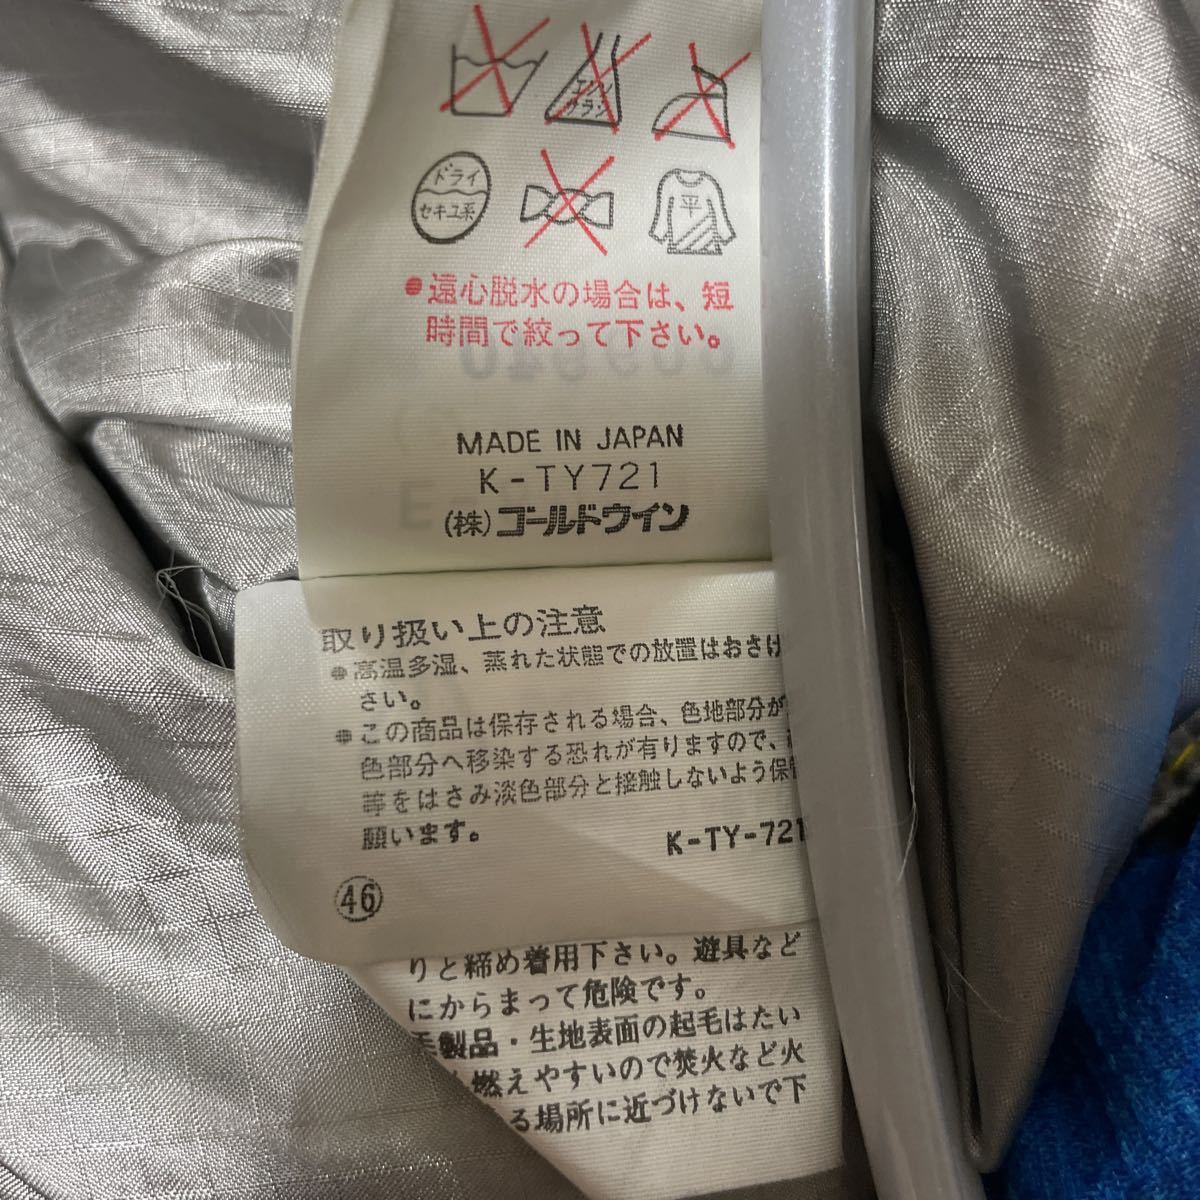 エンソ
サラシ
ドライ
セキユ系
平
●遠心脱水の場合は、短
時間で絞って下さい。
MADE IN JAPAN
K-TY721
(株)ゴールドウイン
取り扱い上の注意
●高温多湿、蒸れた状態での放置はおさけ
さい。
●この商品は保存される場合、色地部分が
色部分へ移染する恐れが有りますので、
等をはさみ淡色部分と接触しないよう保管
願います。
K-TY-721
46
りと締め着用下さい。遊具など
にからまって危険です。
毛製品・生地表面の起毛はたい
燃えやすいので焚火など火
る場所に近づけないで下